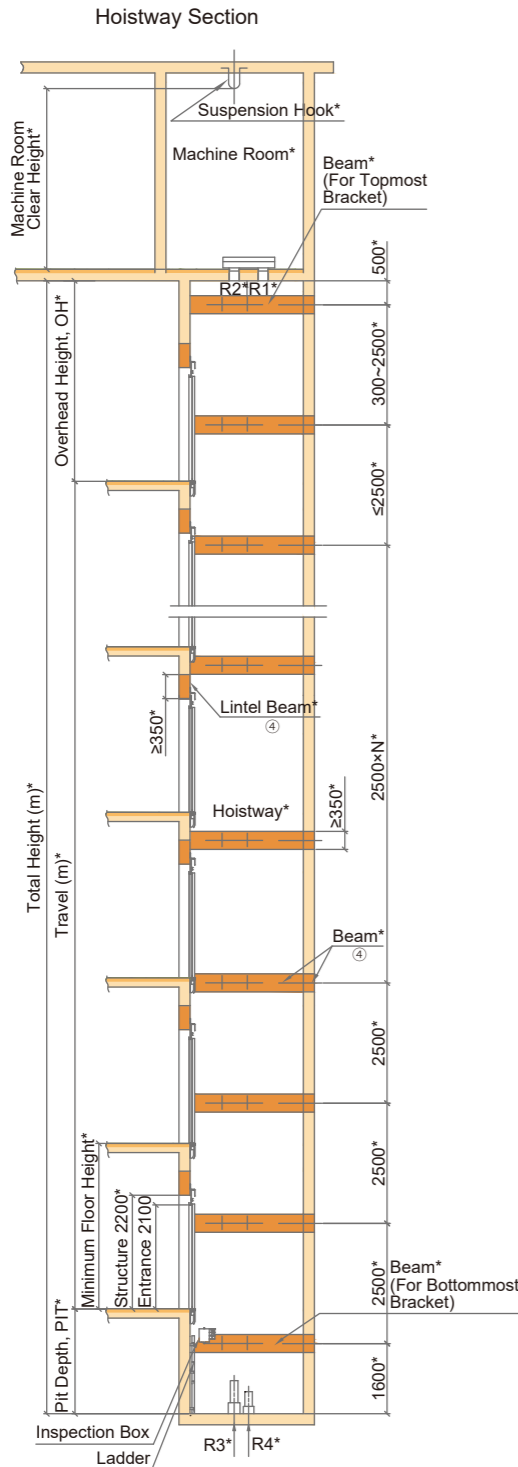 Hoistway Section
Suspension Hook*
Machine Room
Clear Height*
Machine Room*
Beam*
(For Topmost
Bracket)
R2*
R1*
500*
Overhead Height, OH*
300~2500*
≤2500*
≥350*
Lintel Beam*
④
2500×N*
Hoistway*
≥350*
Total Height (m)*
Travel (m)*
Beam*
④
2500*
2500*
Minimum Floor Height*
Structure 2200*
Entrance 2100
2500*
Beam*
(For Bottommost
Bracket)
Pit Depth, PIT*
1600*
Inspection Box
Ladder
R3*
R4*